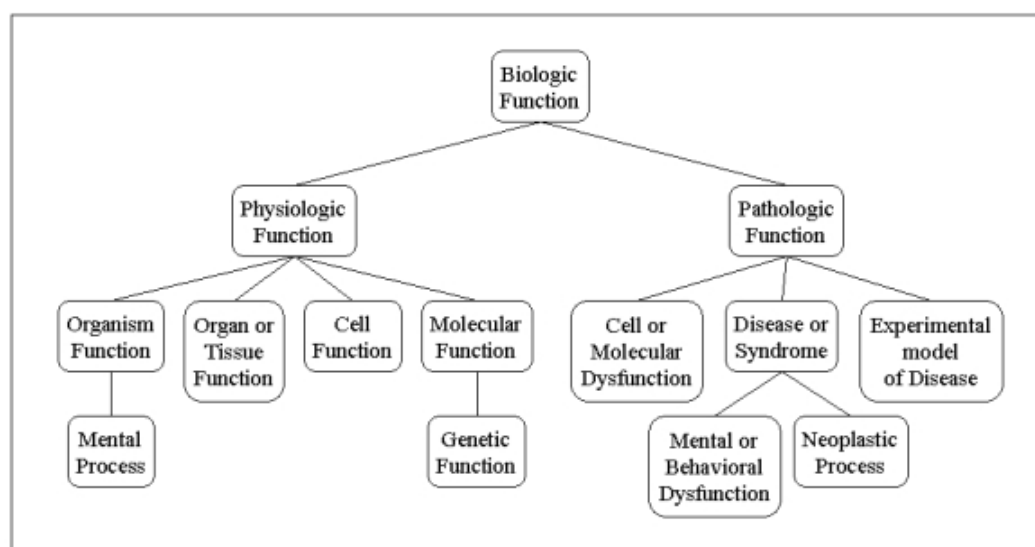 Biologic
Function
Physiologic
Function
Pathologic
Function
Organism
Function
Organ or
Tissue
Function
Cell
Function
Molecular
Function
Cell or
Molecular
Dysfunction
Disease or
Syndrome
Experimental
model
of Disease
Mental
Process
Genetic
Function
Mental or
Behavioral
Dysfunction
Neoplastic
Process